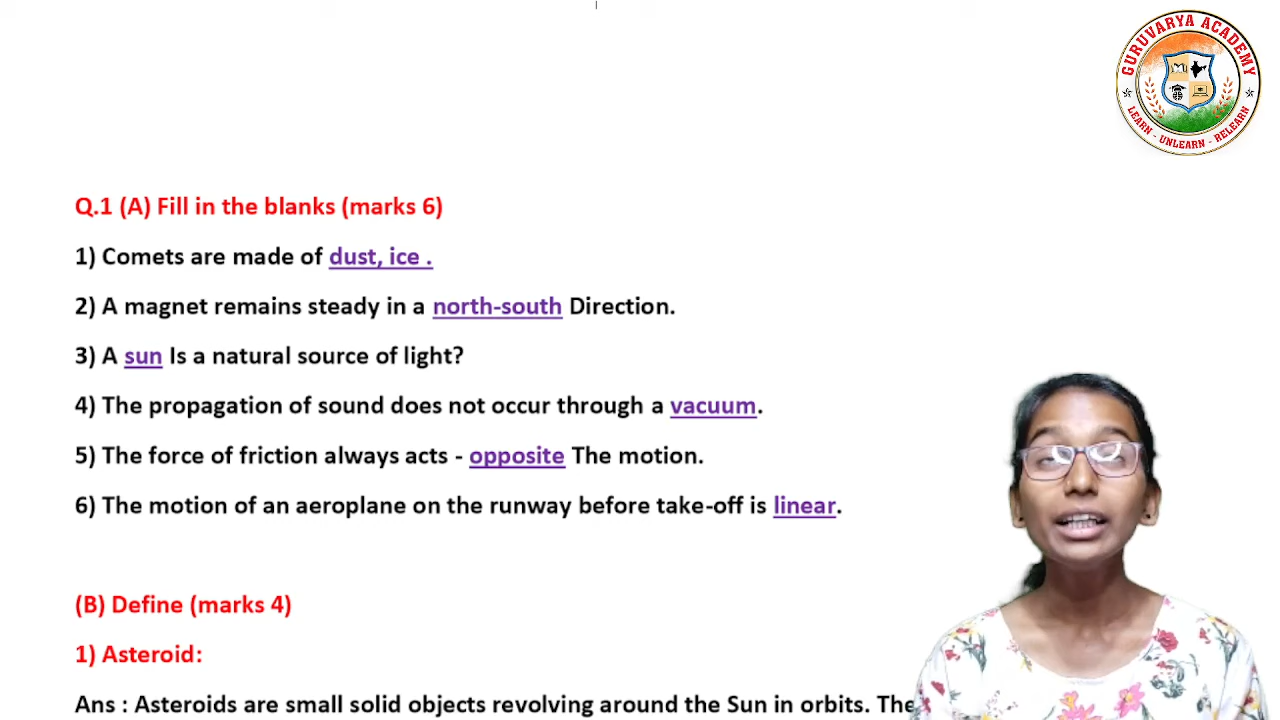 GURUVARYA ACADEMY
LEARN - UNLEARN - RELEARN
Q.1 (A) Fill in the blanks (marks 6)
1) Comets are made of dust, ice .
2) A magnet remains steady in a north-south Direction.
3) A sun Is a natural source of light?
4) The propagation of sound does not occur through a vacuum.
5) The force of friction always acts - opposite The motion.
6) The motion of an aeroplane on the runway before take-off is linear.
(B) Define (marks 4)
1) Asteroid:
Ans : Asteroids are small solid objects revolving around the Sun in orbits. The